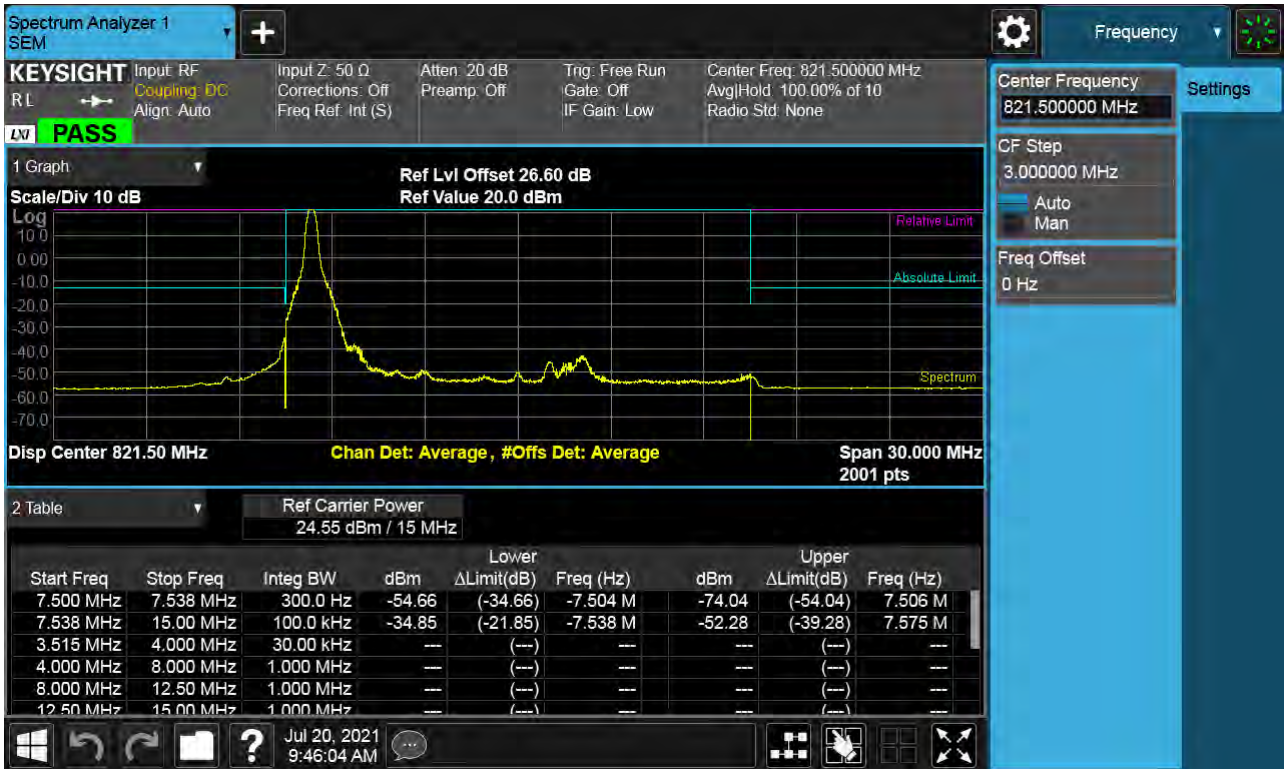 Spectrum Analyzer 1
SEM
+
Frequency
KEYSIGHT
RL
LXI
PASS
Input: RF
Coupling: DC
Align: Auto
Input Z: 50 Ω
Corrections: Off
Freq Ref: Int (S)
Atten: 20 dB
Preamp: Off
Trig: Free Run
Gate: Off
IF Gain: Low
Center Freq: 821.500000 MHz
Avg|Hold: 100.00% of 10
Radio Std: None
Center Frequency
821.500000 MHz
Settings
CF Step
3.000000 MHz
Auto
Man
Freq Offset
0 Hz
1 Graph
Scale/Div 10 dB
Ref Lvl Offset 26.60 dB
Ref Value 20.0 dBm
Log
10.0
0.00
-10.0
-20.0
-30.0
-40.0
-50.0
-60.0
-70.0
Relative Limit
Absolute Limit
Spectrum
Disp Center 821.50 MHz
Chan Det: Average, #Offs Det: Average
Span 30.000 MHz
2001 pts
2 Table
Ref Carrier Power
24.55 dBm / 15 MHz
Lower Upper
Start Freq Stop Freq Integ BW dBm ΔLimit(dB) Freq (Hz) dBm ΔLimit(dB) Freq (Hz)
7.500 MHz 7.538 MHz 300.0 Hz -54.66 (-34.66) -7.504 M -74.04 (-54.04) 7.506 M
7.538 MHz 15.00 MHz 100.0 kHz -34.85 (-21.85) -7.538 M -52.28 (-39.28) 7.575 M
3.515 MHz 4.000 MHz 30.00 kHz --- (---) --- --- (---) ---
4.000 MHz 8.000 MHz 1.000 MHz --- (---) --- --- (---) ---
8.000 MHz 12.50 MHz 1.000 MHz --- (---) --- --- (---) ---
12.50 MHz 15.00 MHz 1.000 MHz --- (---) --- --- (---) ---
?
Jul 20, 2021
9:46:04 AM